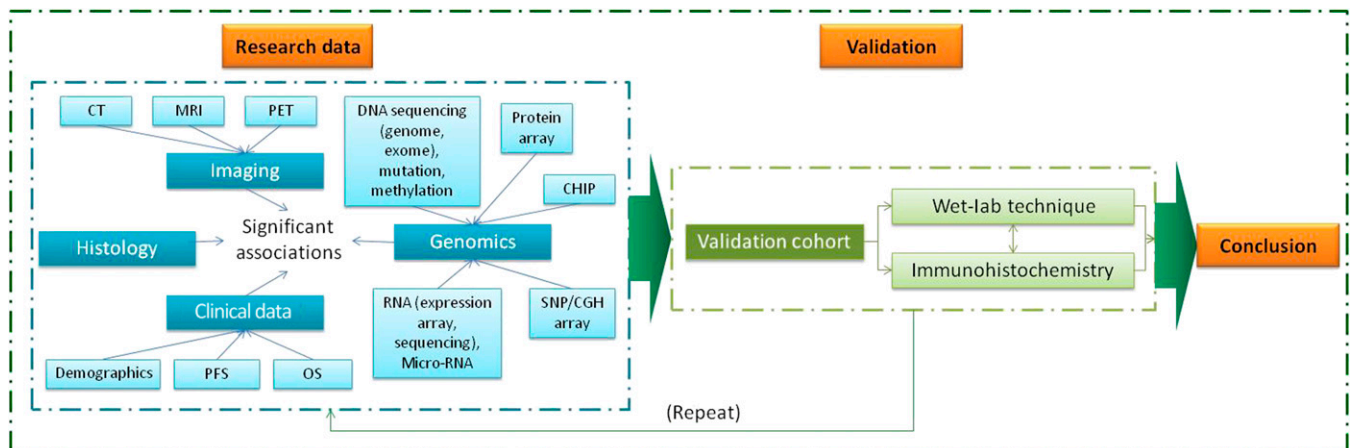 Research data
Validation
CT
MRI
PET
Imaging
Histology
Significant
associations
Clinical data
Demographics
PFS
OS
DNA sequencing
(genome,
exome),
mutation,
methylation
Protein
array
CHIP
Genomics
RNA (expression
array,
sequencing),
Micro-RNA
SNP/CGH
array
Validation cohort
Wet-lab technique
Immunohistochemistry
Conclusion
(Repeat)